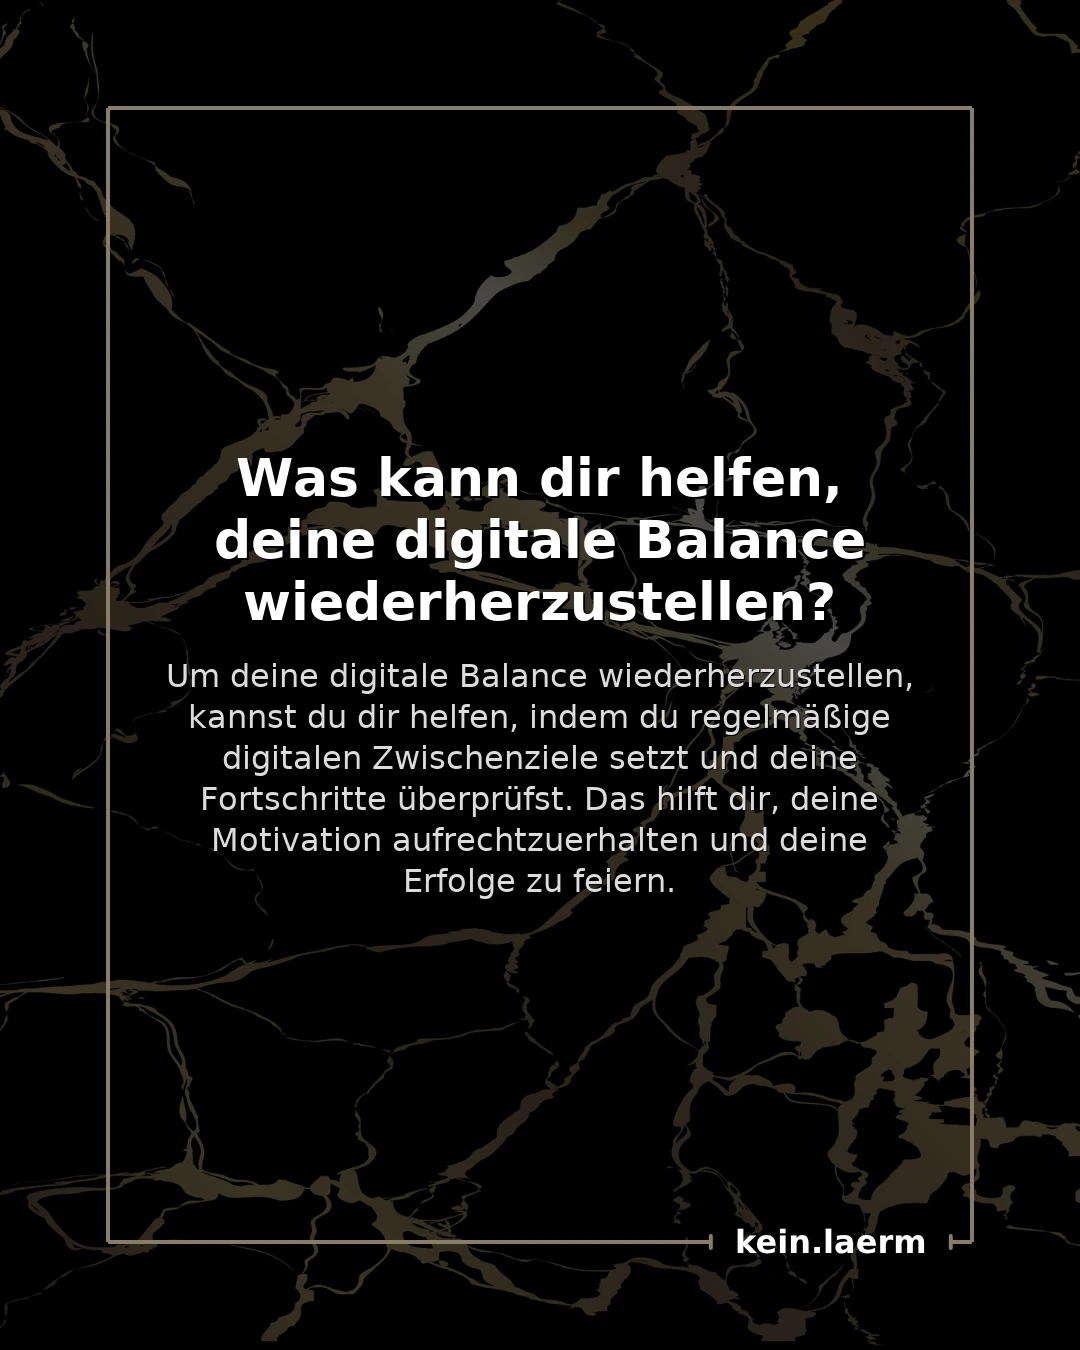 Was kann dir helfen,
deine digitale Balance
wiederherzustellen?
Um deine digitale Balance wiederherzustellen,
kannst du dir helfen, indem du regelmäßige
digitalen Zwischenziele setzt und deine
Fortschritte überprüfst. Das hilft dir, deine
Motivation aufrechtzuerhalten und deine
Erfolge zu feiern.
kein.laerm